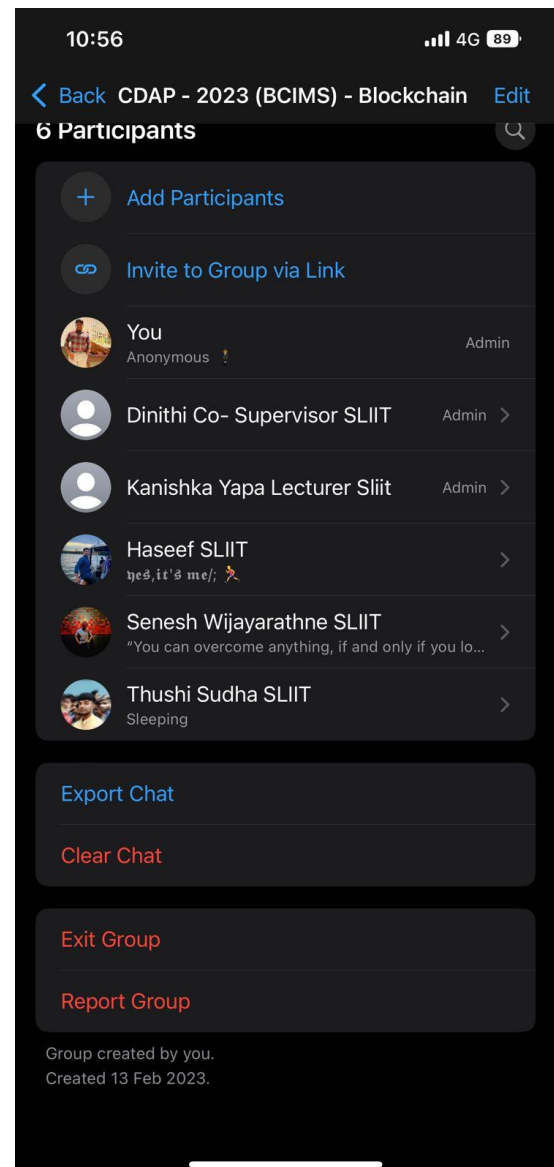 10:56
4G 89
Back CDAP - 2023 (BCIMS) - Blockchain Edit
6 Participants
Add Participants
Invite to Group via Link
You
Admin
Anonymous
Dinithi Co- Supervisor SLIIT Admin
Kanishka Yapa Lecturer Sliit Admin
Haseef SLIIT
𝖞𝖊𝖘,𝖎𝖙'𝖘 𝖒𝖊/;
Senesh Wijayarathne SLIIT
"You can overcome anything, if and only if you lo...
Thushi Sudha SLIIT
Sleeping
Export Chat
Clear Chat
Exit Group
Report Group
Group created by you.
Created 13 Feb 2023.